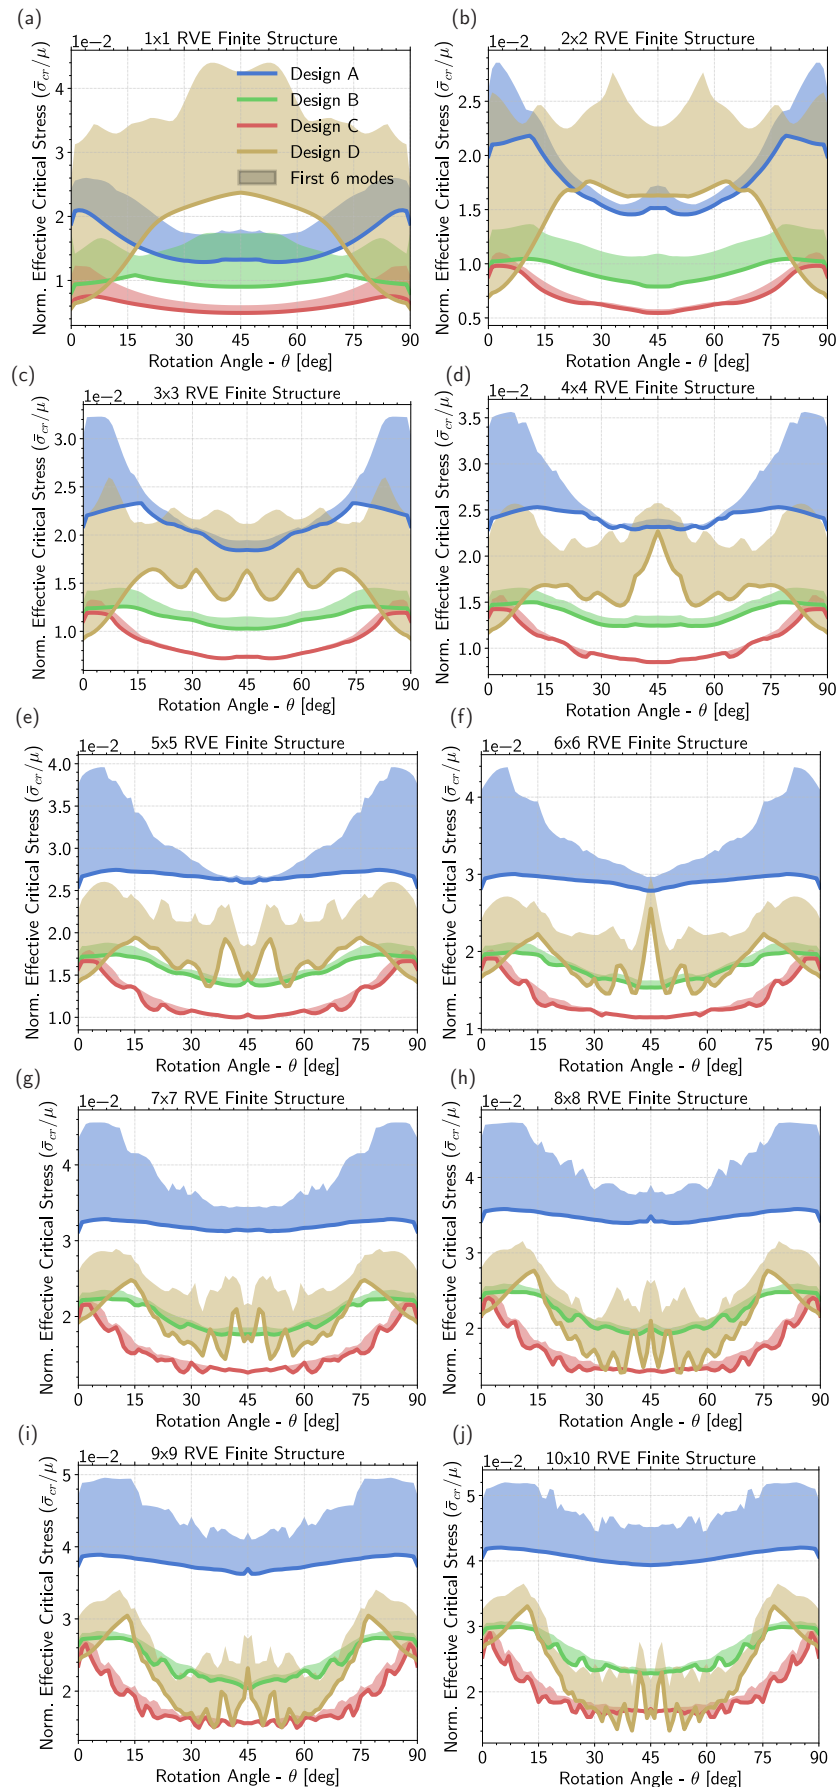 (a)
1e−2
1x1 RVE Finite Structure
Norm. Effective Critical Stress (σ̄cr/μ)
4
3
2
1
Design A
Design B
Design C
Design D
First 6 modes
0 15 30 45 60 75 90
Rotation Angle - θ [deg]
(b)
1e−2
2x2 RVE Finite Structure
Norm. Effective Critical Stress (σ̄cr/μ)
2.5
2.0
1.5
1.0
0.5
0 15 30 45 60 75 90
Rotation Angle - θ [deg]
(c)
1e−2
3x3 RVE Finite Structure
Norm. Effective Critical Stress (σ̄cr/μ)
3.0
2.5
2.0
1.5
1.0
0 15 30 45 60 75 90
Rotation Angle - θ [deg]
(d)
1e−2
4x4 RVE Finite Structure
Norm. Effective Critical Stress (σ̄cr/μ)
3.5
3.0
2.5
2.0
1.5
1.0
0 15 30 45 60 75 90
Rotation Angle - θ [deg]
(e)
1e−2
5x5 RVE Finite Structure
Norm. Effective Critical Stress (σ̄cr/μ)
4.0
3.5
3.0
2.5
2.0
1.5
1.0
0 15 30 45 60 75 90
Rotation Angle - θ [deg]
(f)
1e−2
6x6 RVE Finite Structure
Norm. Effective Critical Stress (σ̄cr/μ)
4
3
2
1
0 15 30 45 60 75 90
Rotation Angle - θ [deg]
(g)
1e−2
7x7 RVE Finite Structure
Norm. Effective Critical Stress (σ̄cr/μ)
4
3
2
0 15 30 45 60 75 90
Rotation Angle - θ [deg]
(h)
1e−2
8x8 RVE Finite Structure
Norm. Effective Critical Stress (σ̄cr/μ)
4
3
2
0 15 30 45 60 75 90
Rotation Angle - θ [deg]
(i)
1e−2
9x9 RVE Finite Structure
Norm. Effective Critical Stress (σ̄cr/μ)
5
4
3
2
0 15 30 45 60 75 90
Rotation Angle - θ [deg]
(j)
1e−2
10x10 RVE Finite Structure
Norm. Effective Critical Stress (σ̄cr/μ)
5
4
3
2
0 15 30 45 60 75 90
Rotation Angle - θ [deg]